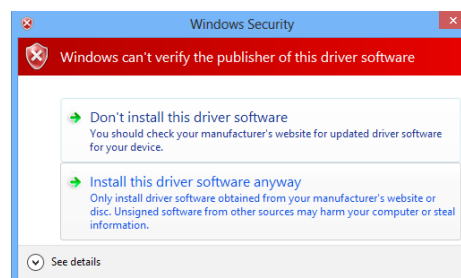 Windows Security
Windows can't verify the publisher of this driver software
Don't install this driver software
You should check your manufacturer's website for updated driver software
for your device.
Install this driver software anyway
Only install driver software obtained from your manufacturer's website or
disc. Unsigned software from other sources may harm your computer or steal
information.
See details